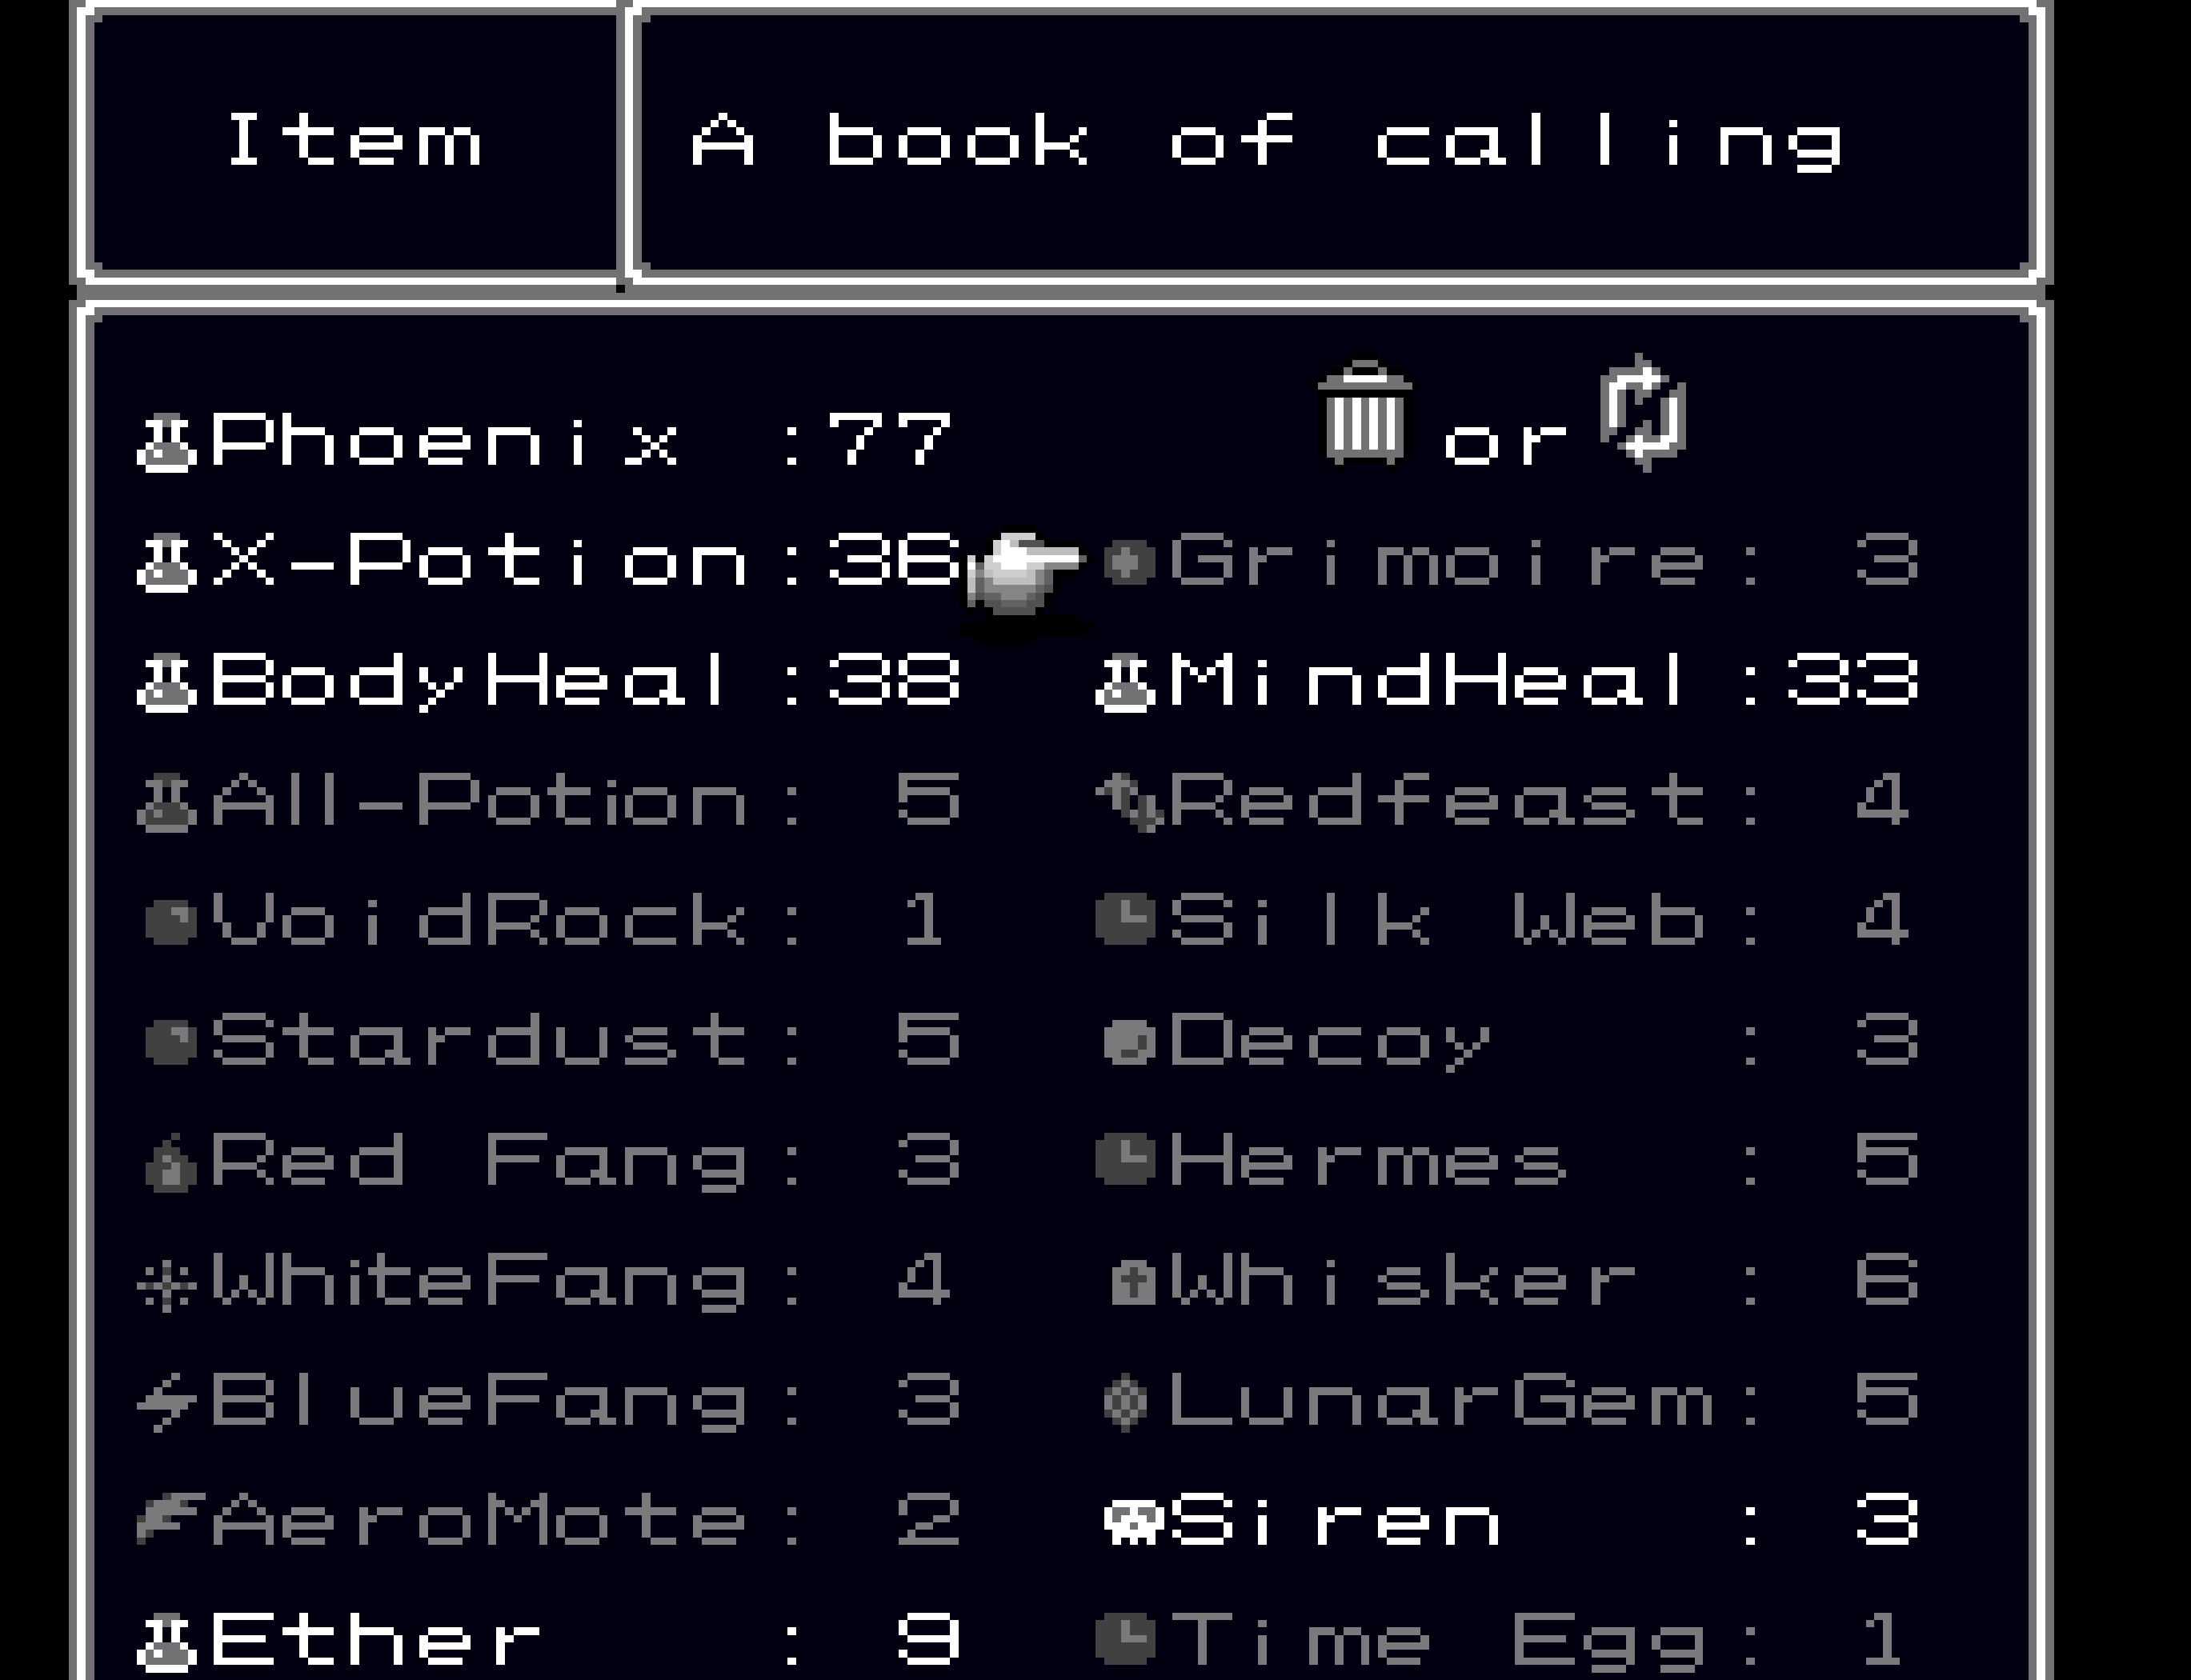 Item A book of calling
Phoenix :77 or
X-Potion:36 Grimoire: 3
BodyHeal:38 MindHeal:33
All-Potion: 5 Redfeast: 4
VoidRock: 1 Silk Web: 4
Stardust: 5 Decoy : 3
Red Fang: 3 Hermes : 5
WhiteFang: 4 Whisker : 6
BlueFang: 3 LunarGem: 5
AeroMote: 2 Siren : 3
Ether : 9 Time Egg: 1